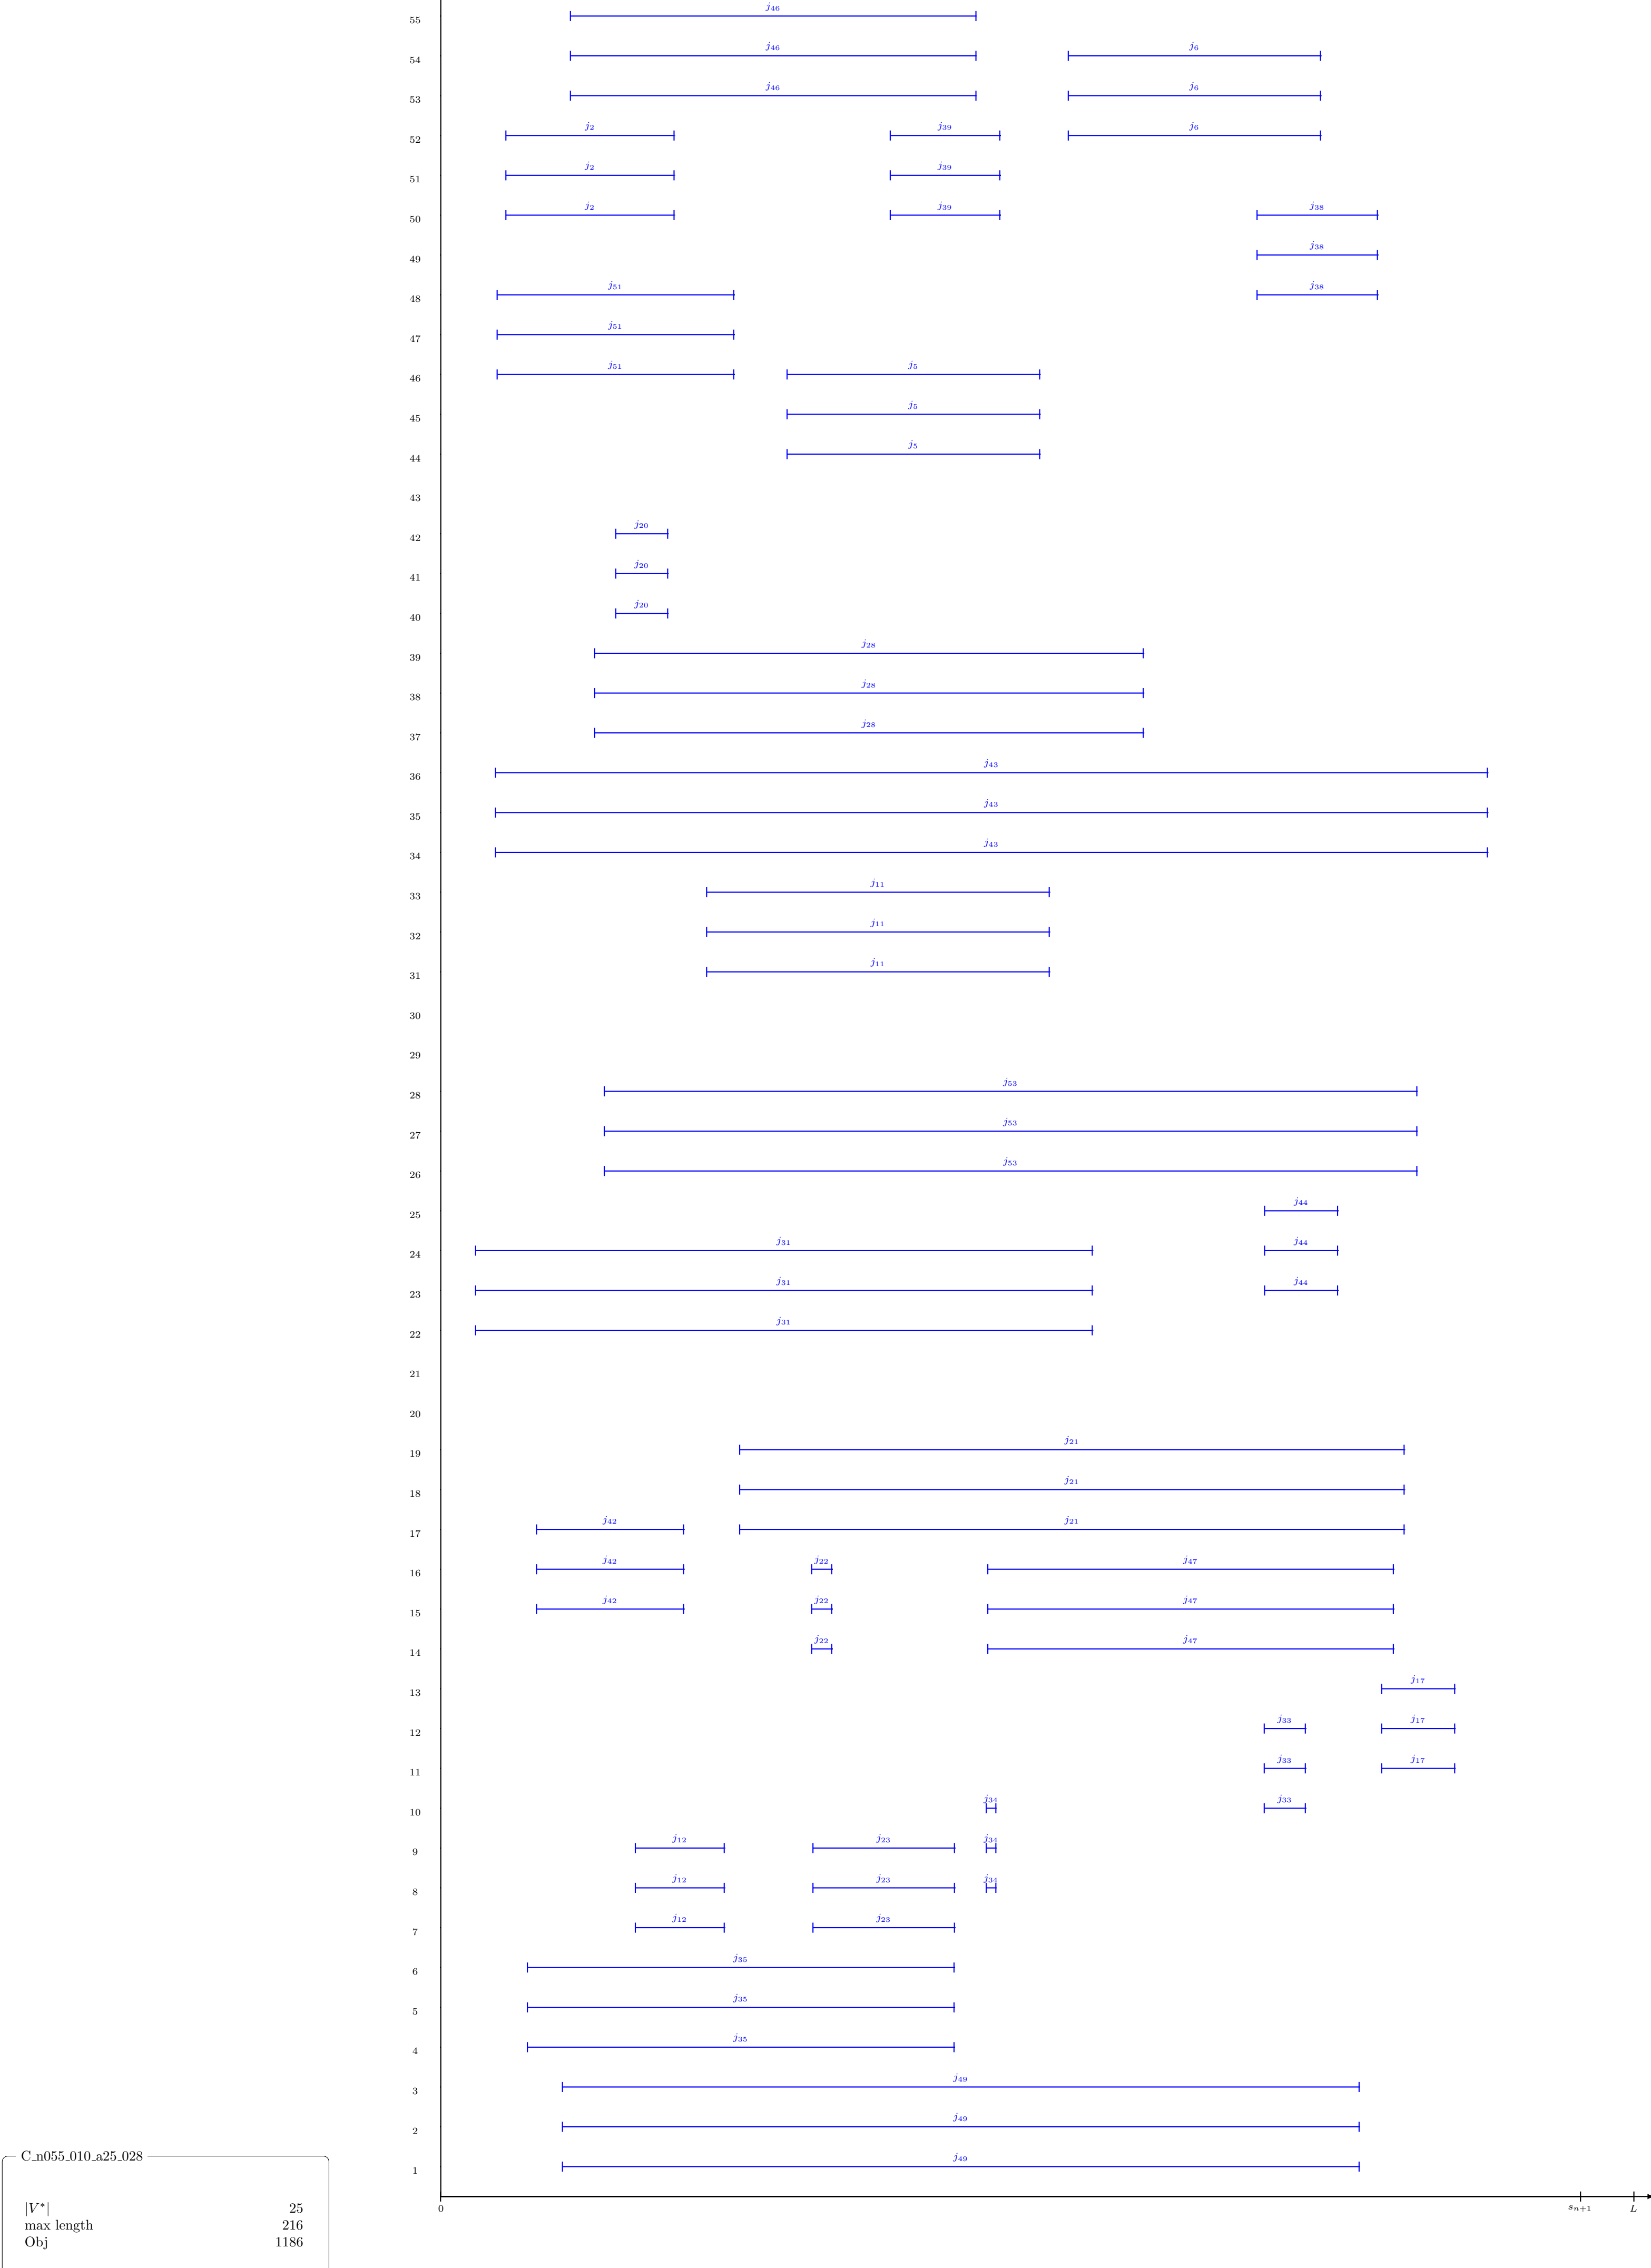 55 j46
54 j46 j6
53 j46 j6
52 j2 j39 j6
51 j2 j39
50 j2 j39 j38
49 j38
48 j51 j38
47 j51
46 j51 j5
45 j5
44 j5
43
42 j20
41 j20
40 j20
39 j28
38 j28
37 j28
36 j43
35 j43
34 j43
33 j11
32 j11
31 j11
30
29
28 j53
27 j53
26 j53
25 j44
24 j31 j44
23 j31 j44
22 j31
21
20
19 j21
18 j21
17 j42 j21
16 j42 j22 j47
15 j42 j22 j47
14 j22 j47
13 j17
12 j33 j17
11 j33 j17
10 j34 j33
9 j12 j23 j34
8 j12 j23 j34
7 j12 j23
6 j35
5 j35
4 j35
3 j49
2 j49
1 j49
0 sn+1 L
C_n055_010_a25_028
|V*| 25
max length 216
Obj 1186